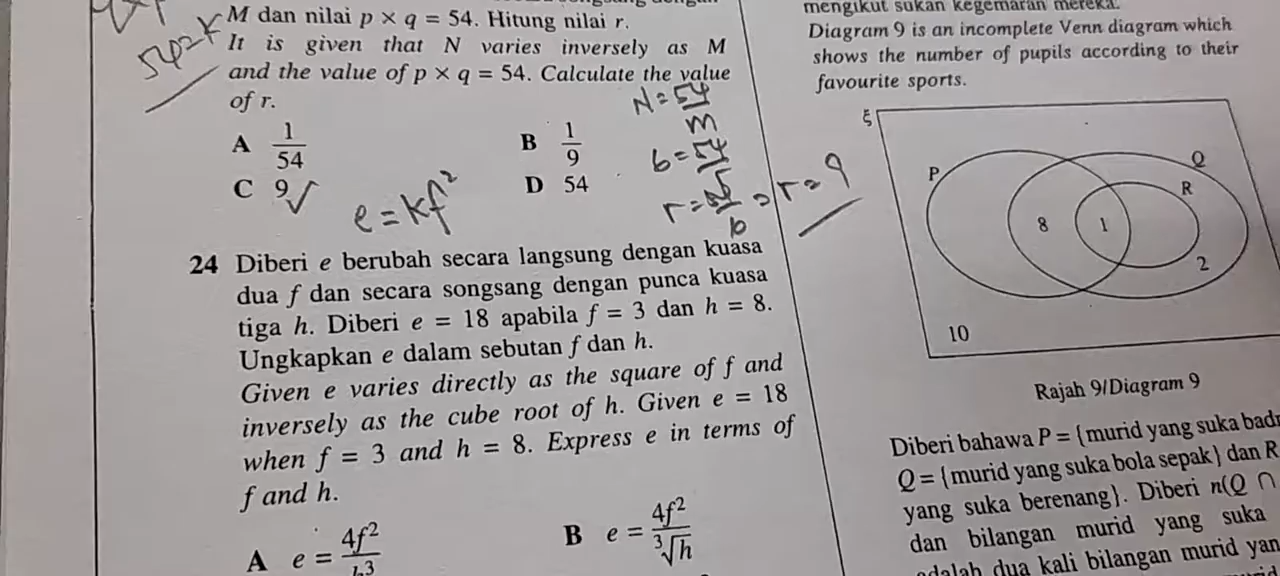 M dan nilai p × q = 54. Hitung nilai r.
It is given that N varies inversely as M
and the value of p × q = 54. Calculate the value
of r.
A 1/54
B 1/9
C 9 ✓
D 54
54=k
N=54/m
6=54/r
r=9
e=kf²
24 Diberi e berubah secara langsung dengan kuasa
dua f dan secara songsang dengan punca kuasa
tiga h. Diberi e = 18 apabila f = 3 dan h = 8.
Ungkapkan e dalam sebutan f dan h.
Given e varies directly as the square of f and
inversely as the cube root of h. Given e = 18
when f = 3 and h = 8. Express e in terms of
f and h.
A e = 4f²/h³
B e = 4f²/∛h
mengikut sukan kegemaran mereka.
Diagram 9 is an incomplete Venn diagram which
shows the number of pupils according to their
favourite sports.
ξ
P
Q
R
8
1
2
10
Rajah 9/Diagram 9
Diberi bahawa P = {murid yang suka
Q = {murid yang suka bola sepak} dan R
yang suka berenang}. Diberi n(Q ∩
dan bilangan murid yang suka
adalah dua kali bilangan murid